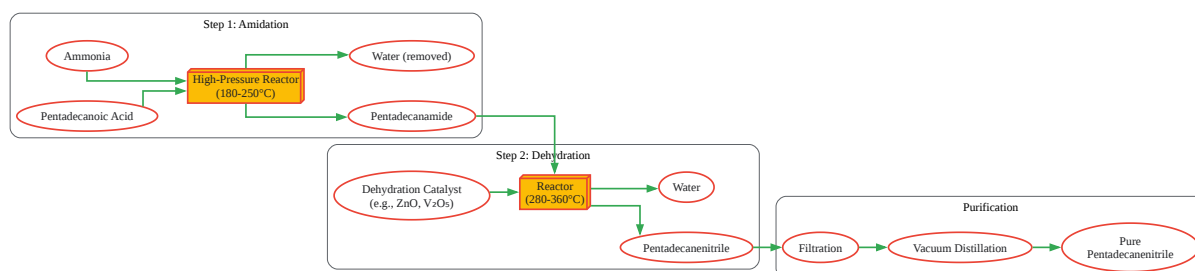 Step 1: Amidation
Ammonia
Water (removed)
High-Pressure Reactor
(180-250°C)
Pentadecanoic Acid
Pentadecanamide
Step 2: Dehydration
Dehydration Catalyst
(e.g., ZnO, V₂O₅)
Reactor
(280-360°C)
Water
Pentadecanenitrile
Purification
Filtration
Vacuum Distillation
Pure
Pentadecanenitrile